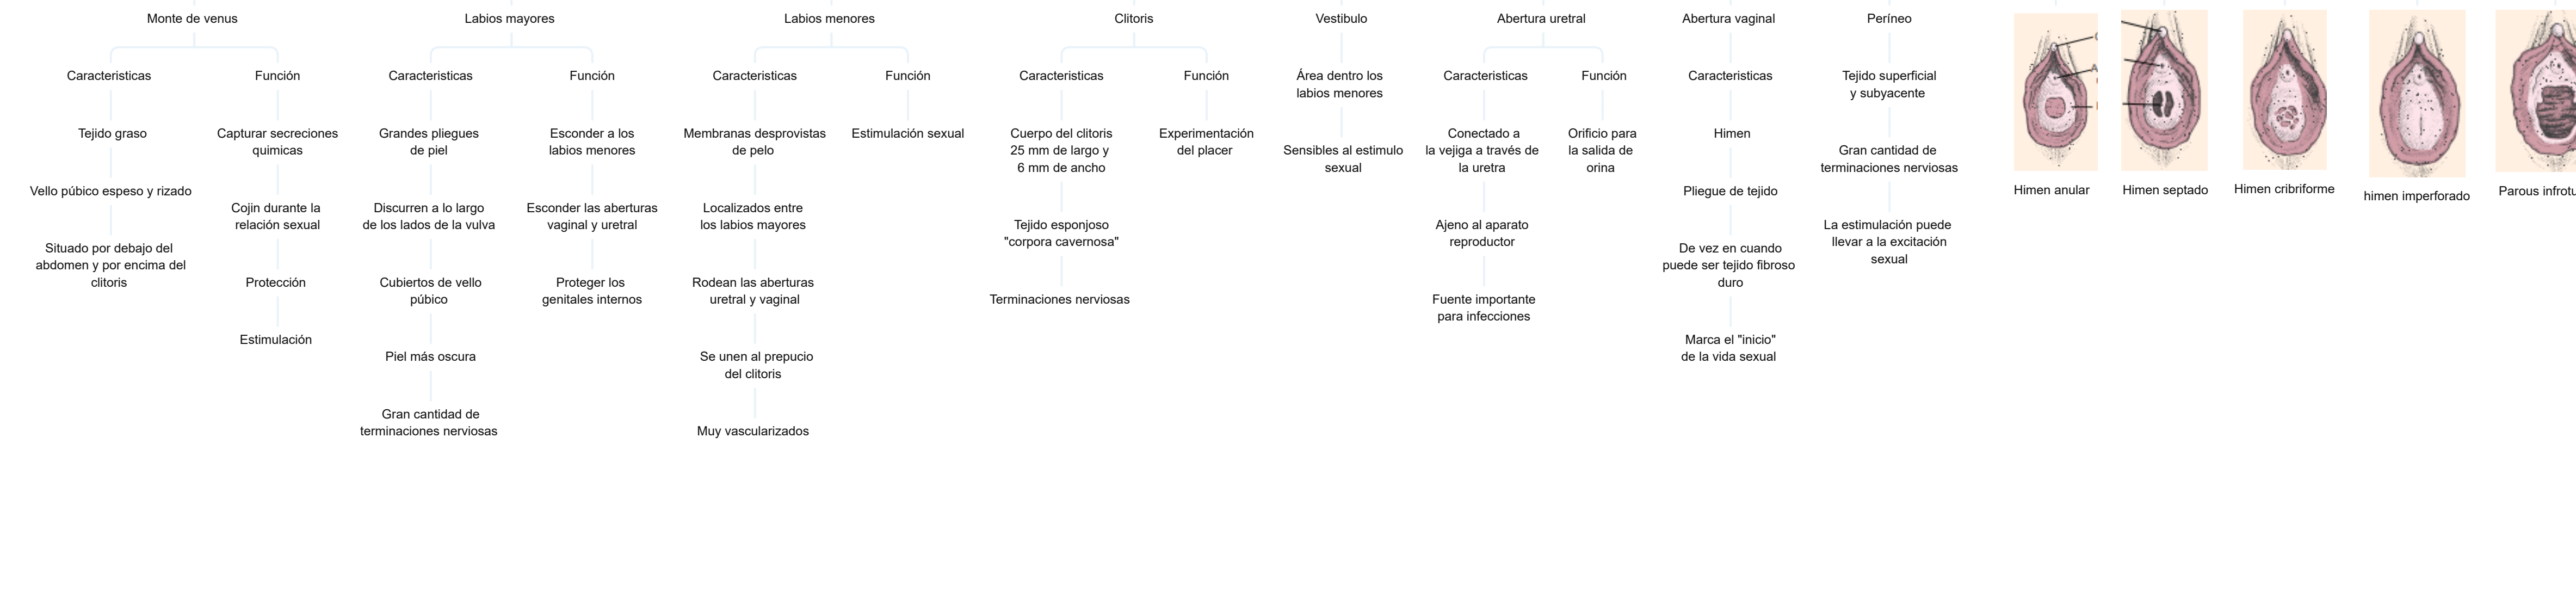 Monte de venus
Caracteristicas
Tejido graso
Vello púbico espeso y rizado
Situado por debajo del
abdomen y por encima del
clitoris
Función
Capturar secreciones
quimicas
Cojin durante la
relación sexual
Protección
Estimulación
Labios mayores
Caracteristicas
Grandes pliegues
de piel
Discurren a lo largo
de los lados de la vulva
Cubiertos de vello
púbico
Piel más oscura
Gran cantidad de
terminaciones nerviosas
Función
Esconder a los
labios menores
Esconder las aberturas
vaginal y uretral
Proteger los
genitales internos
Labios menores
Caracteristicas
Membranas desprovistas
de pelo
Localizados entre
los labios mayores
Rodean las aberturas
uretral y vaginal
Se unen al prepucio
del clitoris
Muy vascularizados
Función
Estimulación sexual
Clitoris
Caracteristicas
Cuerpo del clitoris
25 mm de largo y
6 mm de ancho
Tejido esponjoso
"corpora cavernosa"
Terminaciones nerviosas
Función
Experimentación
del placer
Vestibulo
Área dentro los
labios menores
Sensibles al estimulo
sexual
Abertura uretral
Caracteristicas
Conectado a
la vejiga a través de
la uretra
Ajeno al aparato
reproductor
Fuente importante
para infecciones
Función
Orificio para
la salida de
orina
Abertura vaginal
Caracteristicas
Himen
Pliegue de tejido
De vez en cuando
puede ser tejido fibroso
duro
Marca el "inicio"
de la vida sexual
Períneo
Tejido superficial
y subyacente
Gran cantidad de
terminaciones nerviosas
La estimulación puede
llevar a la excitación
sexual
Himen anular
Himen septado
Himen cribriforme
himen imperforado
Parous